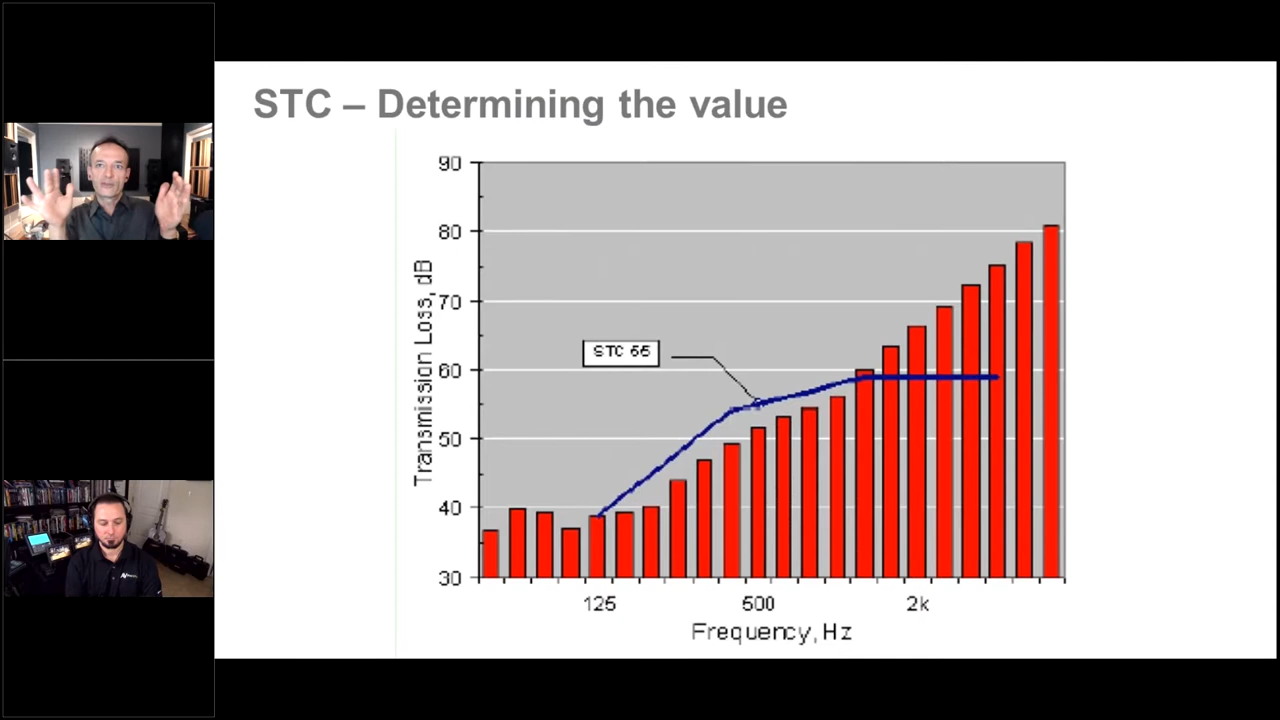 STC – Determining the value
90
80
70
60
50
40
30
Transmission Loss, dB
STC 55
125
500
2k
Frequency, Hz